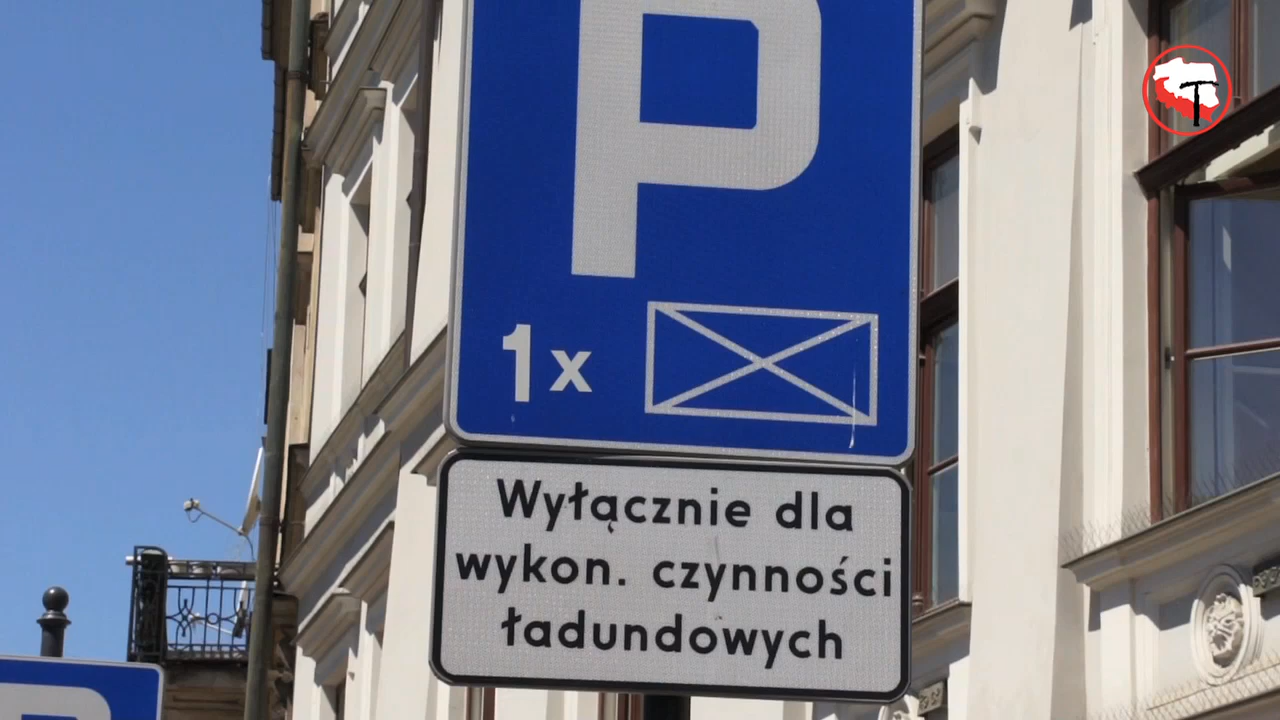 P
1x
Wyłącznie dla
wykon. czynności
ładundowych
P